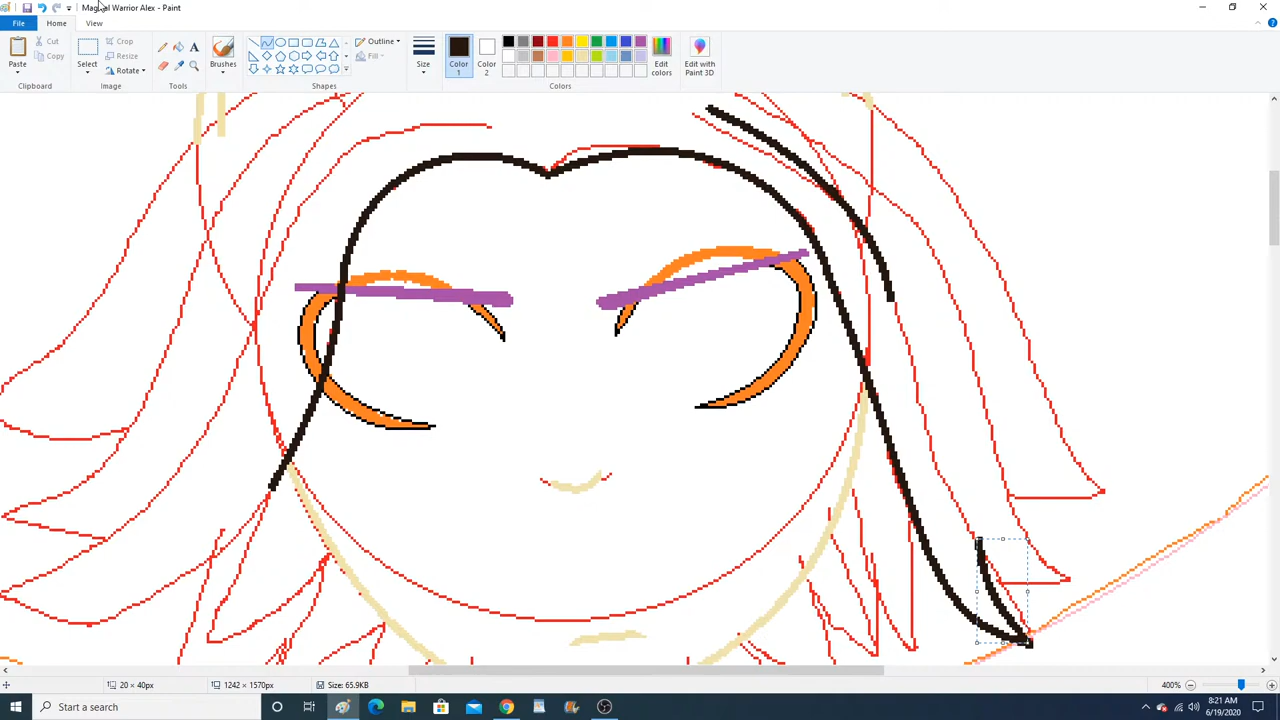 Magical Warrior Alex - Paint
File Home View
Cut Crop Outline Edit colors Edit with Paint 3D
Copy Resize Fill
Paste Select Rotate Brushes Size Color 1 Color 2
Clipboard Image Tools Shapes Colors
20 × 40px 1242 × 1570px Size: 65.9KB 400%
Start a search 8:21 AM
6/19/2020